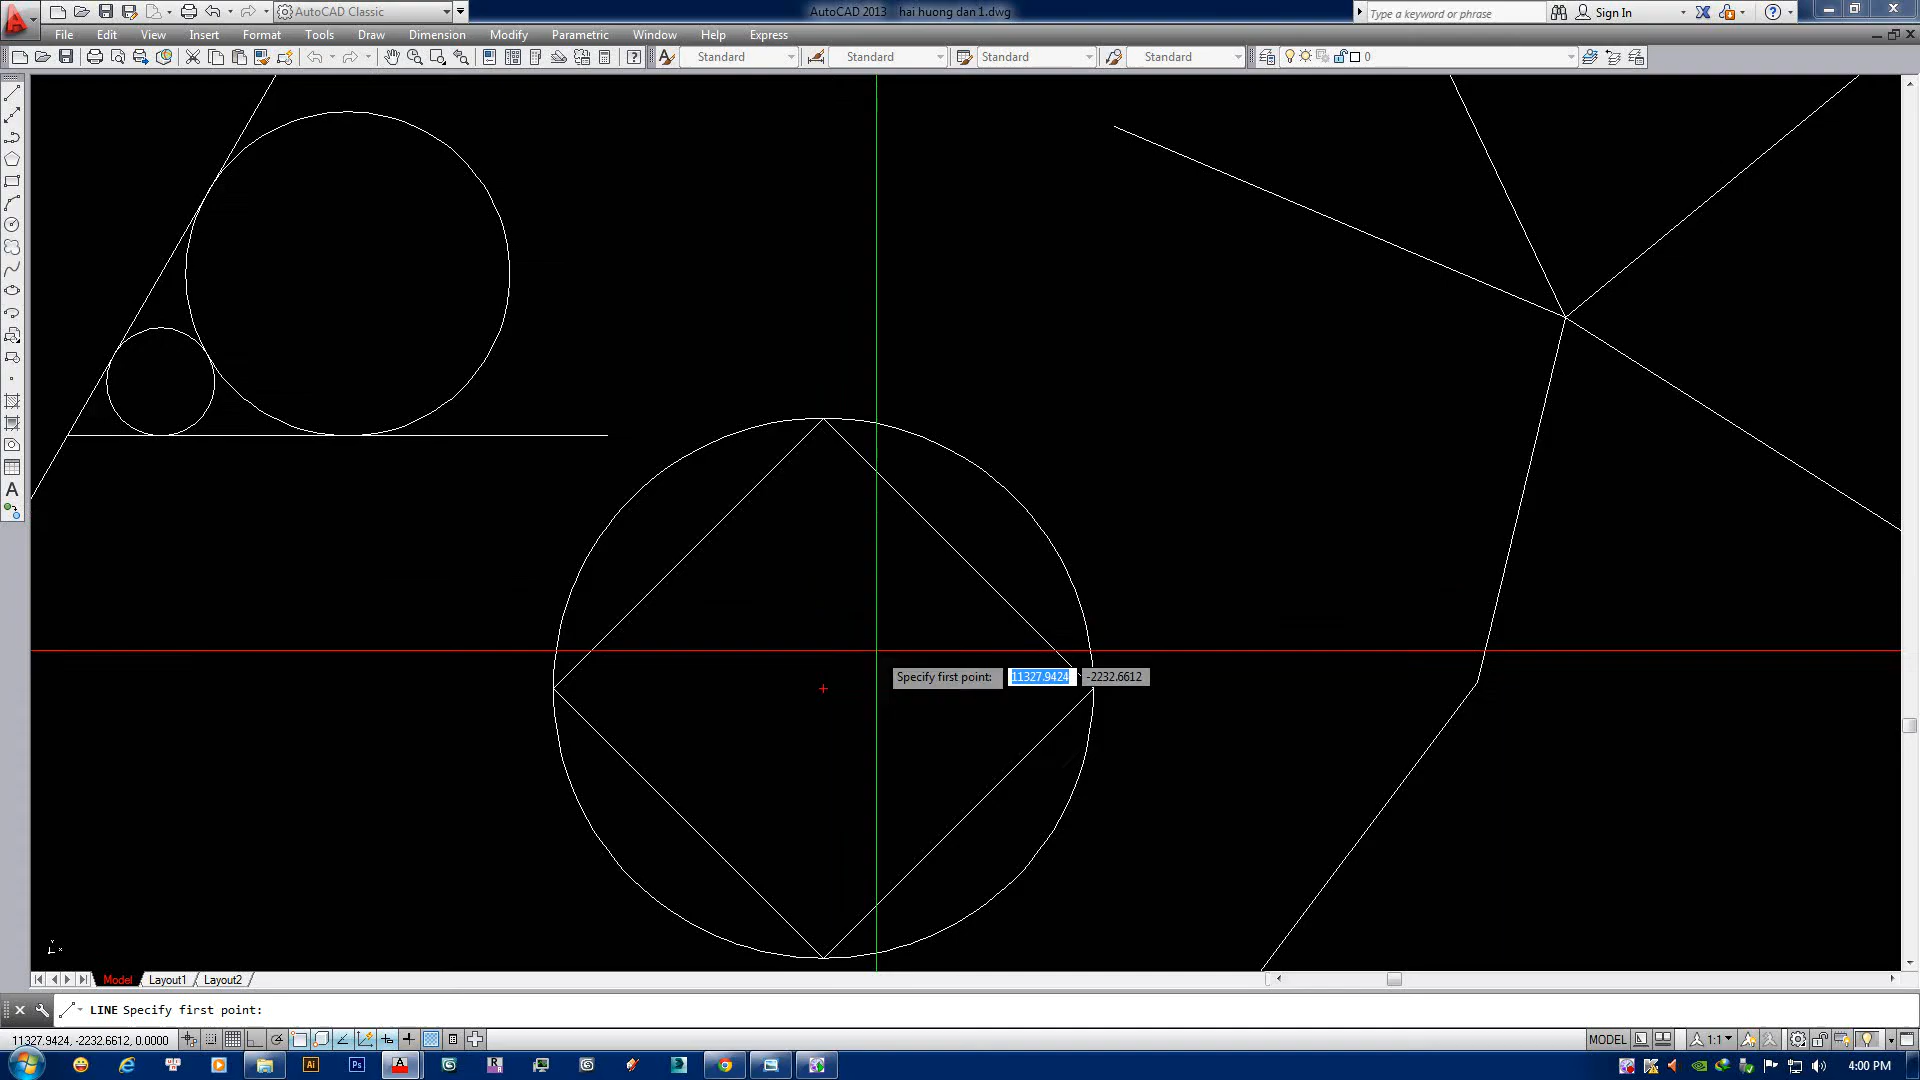 AutoCAD Classic
AutoCAD 2013 hai huong dan 1.dwg
Type a keyword or phrase
Sign In
File Edit View Insert Format Tools Draw Dimension Modify Parametric Window Help Express
Standard Standard Standard Standard 0
A
Specify first point: 11327.9424 -2232.6612
Model Layout1 Layout2
LINE Specify first point:
11327.9424, -2232.6612, 0.0000
MODEL 1:1
Ai Ps
4:00 PM